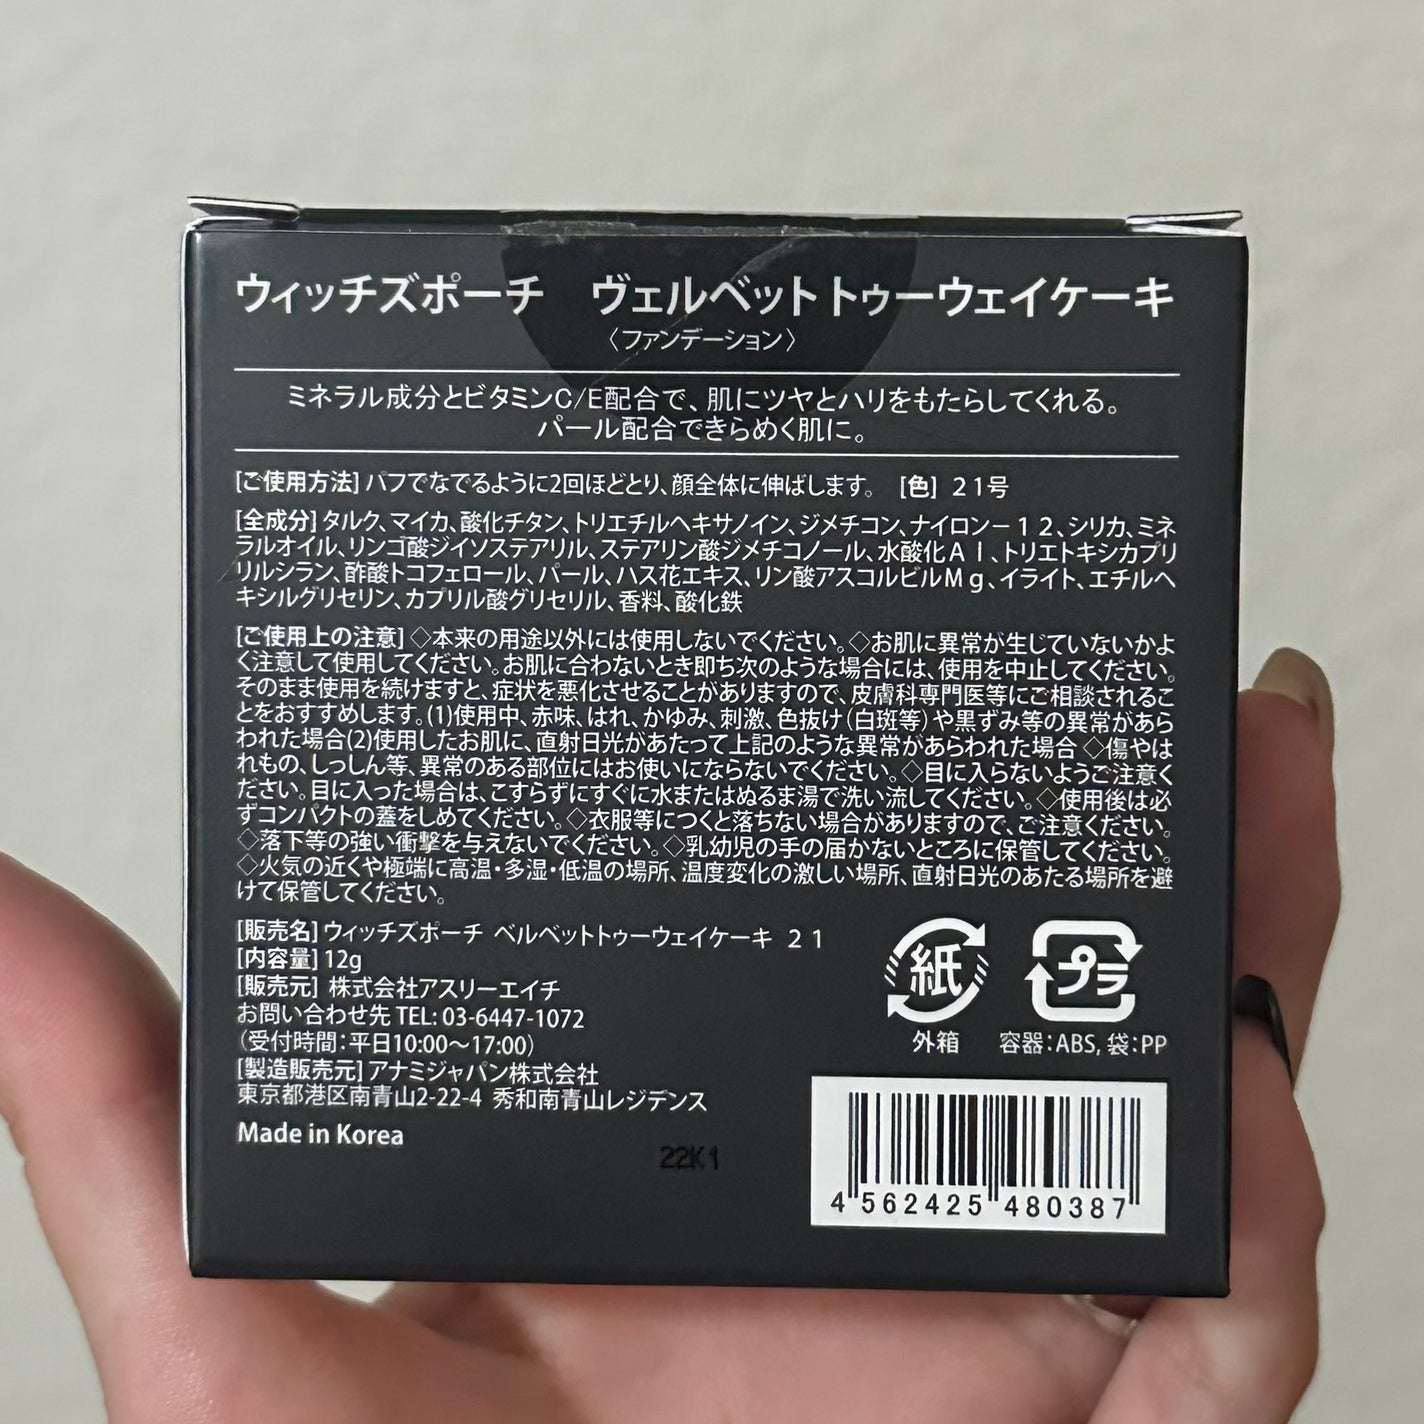 ウィッチズポーチ　ヴェルベットトゥーウェイケーキ
〈ファンデーション〉
ミネラル成分とビタミンC/E配合で、肌にツヤとハリをもたらしてくれる。
パール配合できらめく肌に。
[ご使用方法] パフでなでるように2回ほどとり、顔全体に伸ばします。 [色] 21号
[全成分] タルク、マイカ、酸化チタン、トリエチルヘキサノイン、ジメチコン、ナイロン－１２、シリカ、ミネ
ラルオイル、リンゴ酸ジイソステアリル、ステアリン酸ジメチコノール、水酸化Ａｌ、トリエトキシカプリ
リルシラン、酢酸トコフェロール、パール、ハス花エキス、リン酸アスコルビルＭｇ、イライト、エチルヘ
キシルグリセリン、カプリル酸グリセリル、香料、酸化鉄
[ご使用上の注意] ◇本来の用途以外には使用しないでください。◇お肌に異常が生じていないかよ
く注意して使用してください。お肌に合わないとき即ち次のような場合には、使用を中止してください。
そのまま使用を続けますと、症状を悪化させることがありますので、皮膚科専門医等にご相談されるこ
とをおすすめします。(1)使用中、赤味、はれ、かゆみ、刺激、色抜け（白斑等）や黒ずみ等の異常があら
われた場合(2)使用したお肌に、直射日光があたって上記のような異常があらわれた場合 ◇傷やは
れもの、しっしん等、異常のある部位にはお使いにならないでください。◇目に入らないようご注意く
ださい。目に入った場合は、こすらずにすぐに水またはぬるま湯で洗い流してください。◇使用後は必
ずコンパクトの蓋をしめてください。◇衣服等につくと落ちない場合がありますので、ご注意ください。
◇落下等の強い衝撃を与えないでください。◇乳幼児の手の届かないところに保管してください。
◇火気の近くや極端に高温・多湿・低温の場所、温度変化の激しい場所、直射日光のあたる場所を避
けて保管してください。
[販売名] ウィッチズポーチ ベルベットトゥーウェイケーキ ２１
[内容量] 12g
[販売元] 株式会社アスリーエイチ
お問い合わせ先 TEL: 03-6447-1072
（受付時間：平日10:00〜17:00）
[製造販売元] アナミジャパン株式会社
東京都港区南青山2-22-4 秀和南青山レジデンス
Made in Korea
22K1
紙
外箱
プラ
容器：ABS, 袋：PP
4 562425 480387